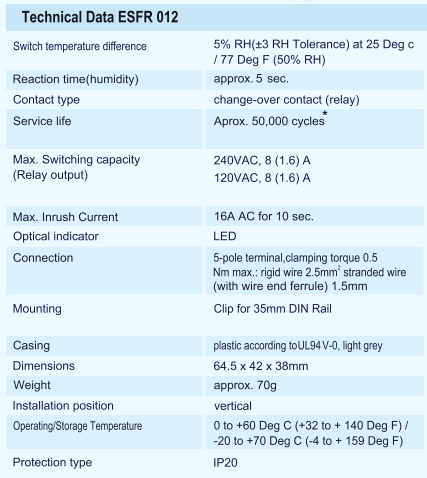 Technical Data ESFR 012
Switch temperature difference
5% RH(±3 RH Tolerance) at 25 Deg c
/ 77 Deg F (50% RH)
Reaction time(humidity)
approx. 5 sec.
Contact type
change-over contact (relay)
Service life
Aprox. 50,000 cycles*
Max. Switching capacity
(Relay output)
240VAC, 8 (1.6) A
120VAC, 8 (1.6) A
Max. Inrush Current
16A AC for 10 sec.
Optical indicator
LED
Connection
5-pole terminal,clamping torque 0.5
Nm max.: rigid wire 2.5mm² stranded wire
(with wire end ferrule) 1.5mm
Mounting
Clip for 35mm DIN Rail
Casing
plastic according to UL94 V-0, light grey
Dimensions
64.5 x 42 x 38mm
Weight
approx. 70g
Installation position
vertical
Operating/Storage Temperature
0 to +60 Deg C (+32 to + 140 Deg F) /
-20 to +70 Deg C (-4 to + 159 Deg F)
Protection type
IP20